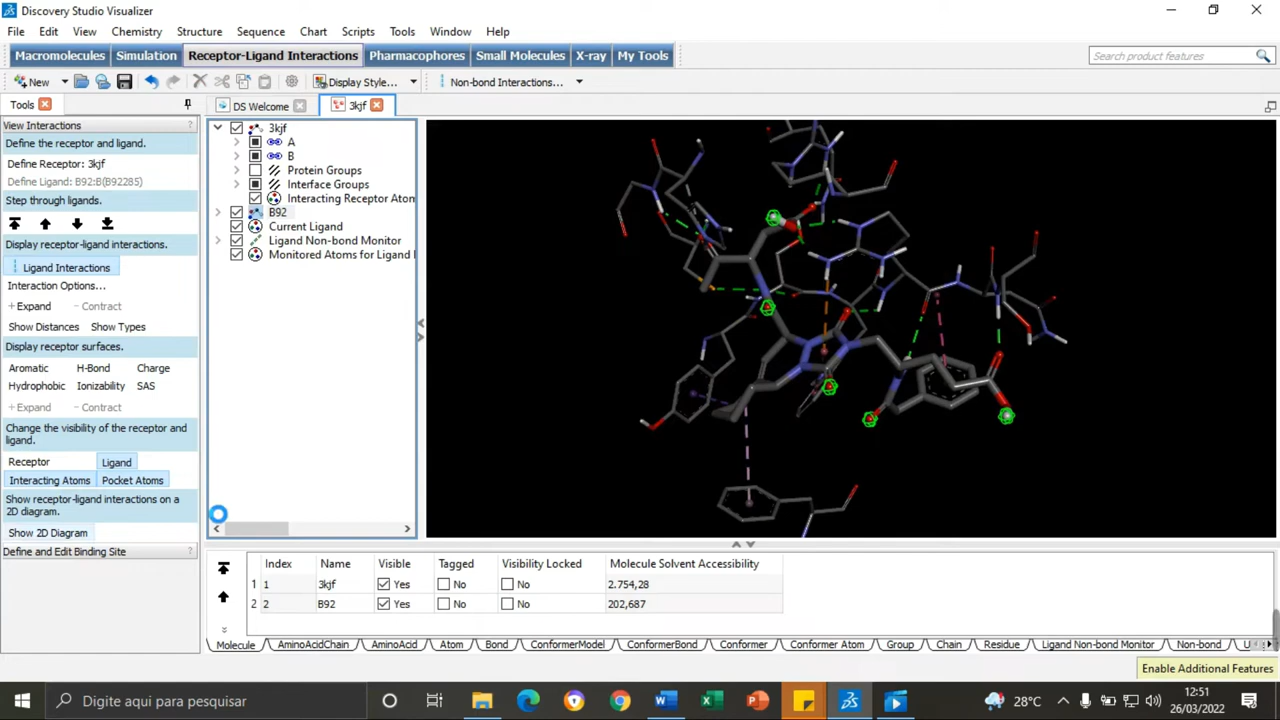 Discovery Studio Visualizer
File Edit View Chemistry Structure Sequence Chart Scripts Tools Window Help
Macromolecules Simulation Receptor-Ligand Interactions Pharmacophores Small Molecules X-ray My Tools Search product features
New Display Style... Non-bond Interactions...
Tools DS Welcome 3kjf
View Interactions ?
Define the receptor and ligand.
Define Receptor: 3kjf
Define Ligand: B92:B(B92285)
Step through ligands.
Display receptor-ligand interactions.
Ligand Interactions
Interaction Options...
+ Expand - Contract
Show Distances Show Types
Display receptor surfaces.
Aromatic H-Bond Charge
Hydrophobic Ionizability SAS
+ Expand - Contract
Change the visibility of the receptor and
ligand.
Receptor Ligand
Interacting Atoms Pocket Atoms
Show receptor-ligand interactions on a
2D diagram.
Show 2D Diagram
Define and Edit Binding Site ?
3kjf
A
B
Protein Groups
Interface Groups
Interacting Receptor Atom
B92
Current Ligand
Ligand Non-bond Monitor
Monitored Atoms for Ligand
Index Name Visible Tagged Visibility Locked Molecule Solvent Accessibility
1 1 3kjf Yes No No 2.754,28
2 2 B92 Yes No No 202,687
Molecule AminoAcidChain AminoAcid Atom Bond ConformerModel ConformerBond Conformer Conformer Atom Group Chain Residue Ligand Non-bond Monitor Non-bond
Enable Additional Features
Digite aqui para pesquisar 28°C 12:51
26/03/2022